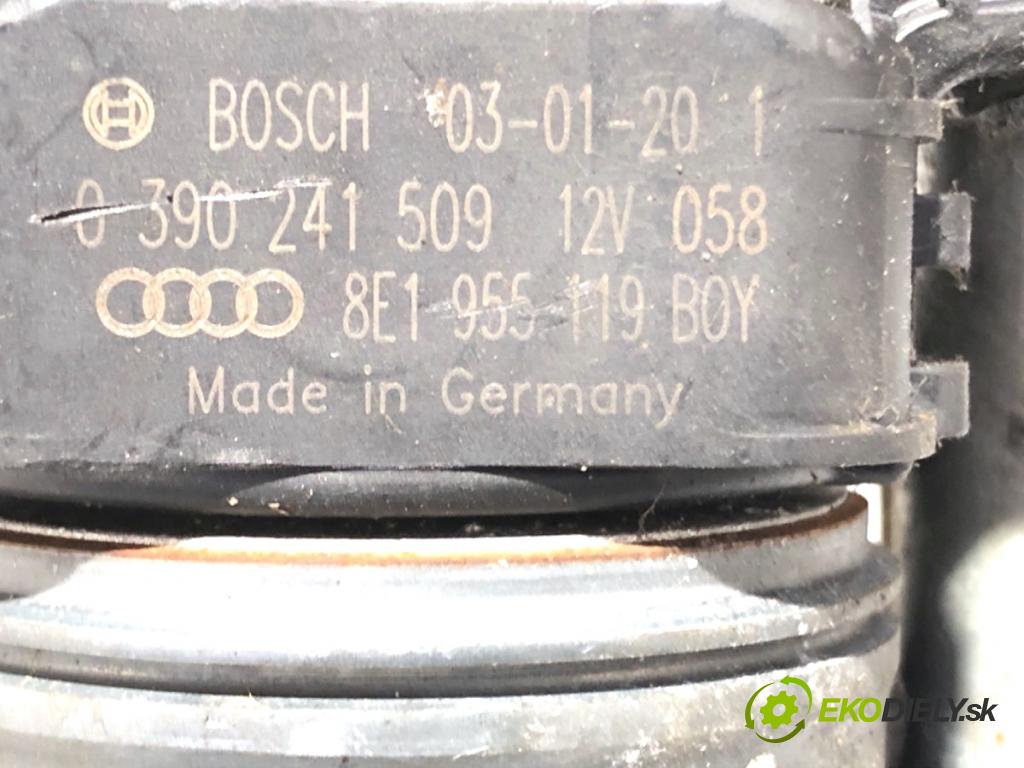 BOSCH 03-01-20 1
0 390 241 509 12V 058
8E1 955 119 B0Y
Made in Germany
EKODIELY.sk